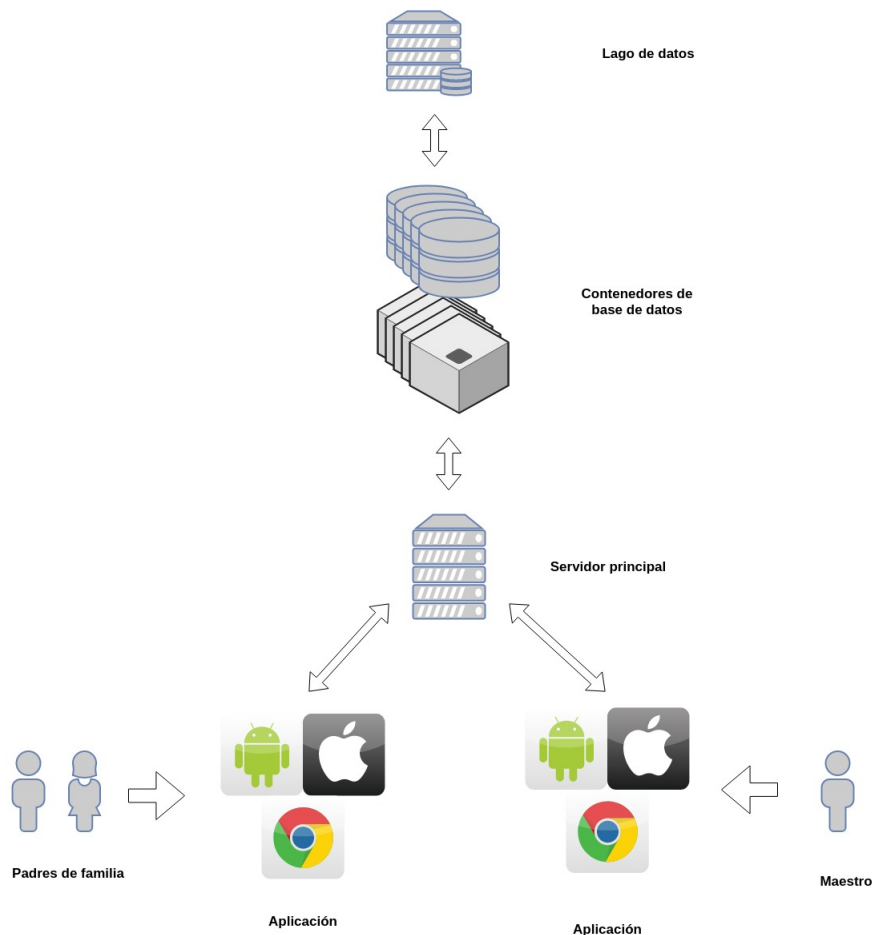 Lago de datos
Contenedores de
base de datos
Servidor principal
Padres de familia
Maestro
Aplicación
Aplicación